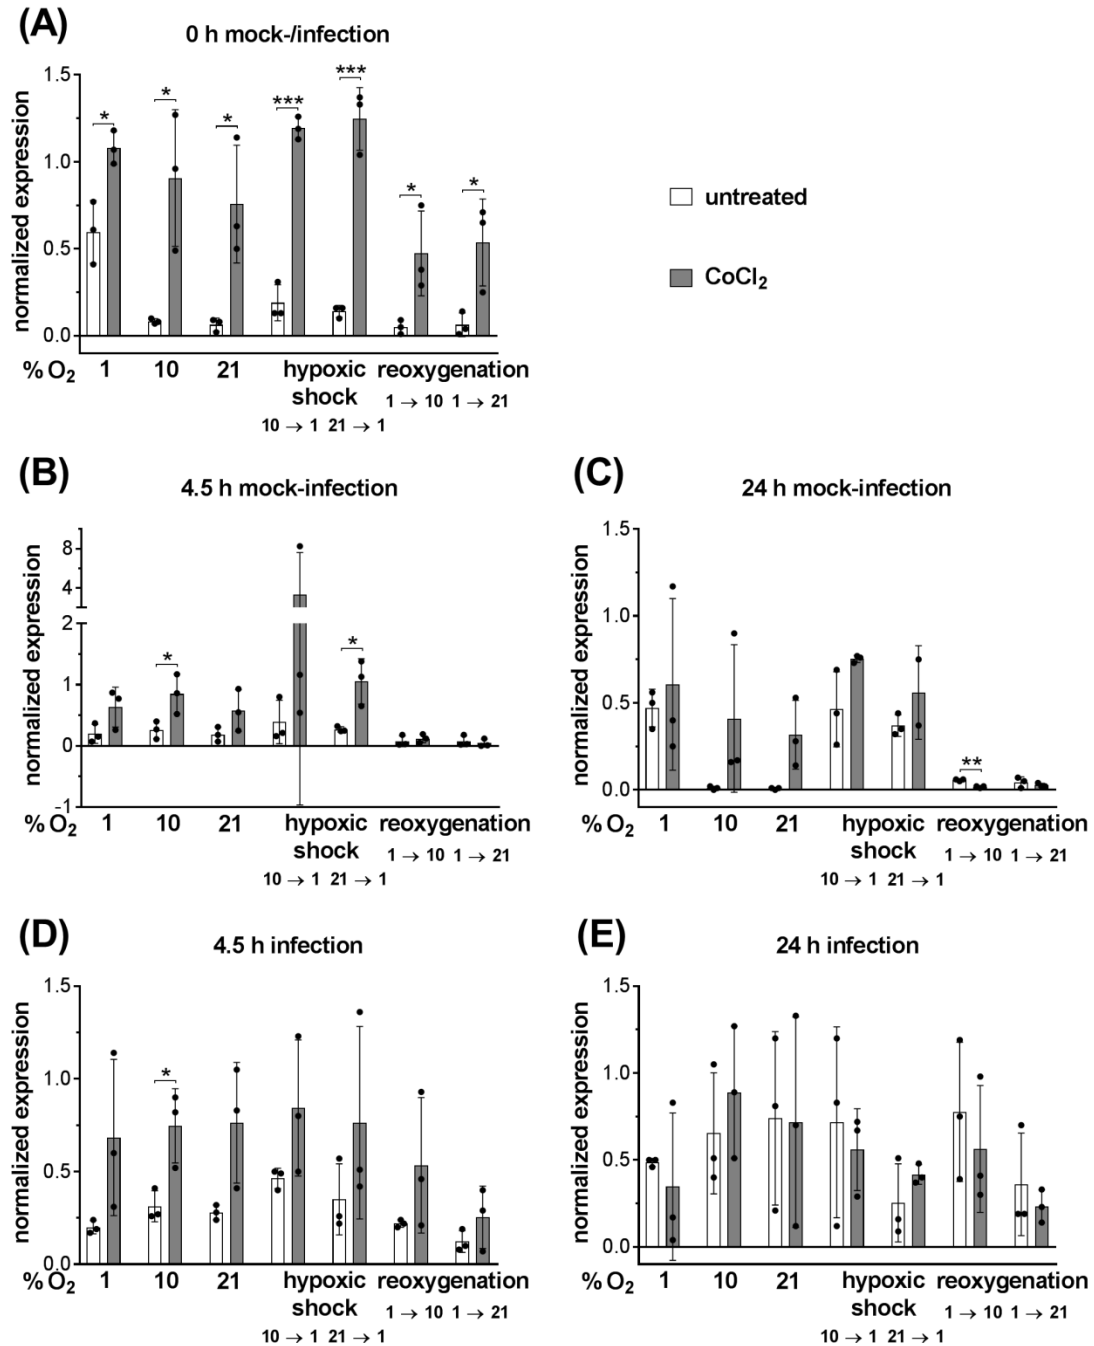 (A)
0 h mock-/infection
normalized expression
1.5
1.0
0.5
0.0
* * * *** *** * *
% O2 1 10 21 hypoxic shock reoxygenation
10 → 1 21 → 1 1 → 10 1 → 21
untreated
CoCl2
(B)
4.5 h mock-infection
normalized expression
8
4
2
1
0
-1
* *
% O2 1 10 21 hypoxic shock reoxygenation
10 → 1 21 → 1 1 → 10 1 → 21
(C)
24 h mock-infection
normalized expression
1.5
1.0
0.5
0.0
**
% O2 1 10 21 hypoxic shock reoxygenation
10 → 1 21 → 1 1 → 10 1 → 21
(D)
4.5 h infection
normalized expression
1.5
1.0
0.5
0.0
*
% O2 1 10 21 hypoxic shock reoxygenation
10 → 1 21 → 1 1 → 10 1 → 21
(E)
24 h infection
normalized expression
1.5
1.0
0.5
0.0
% O2 1 10 21 hypoxic shock reoxygenation
10 → 1 21 → 1 1 → 10 1 → 21